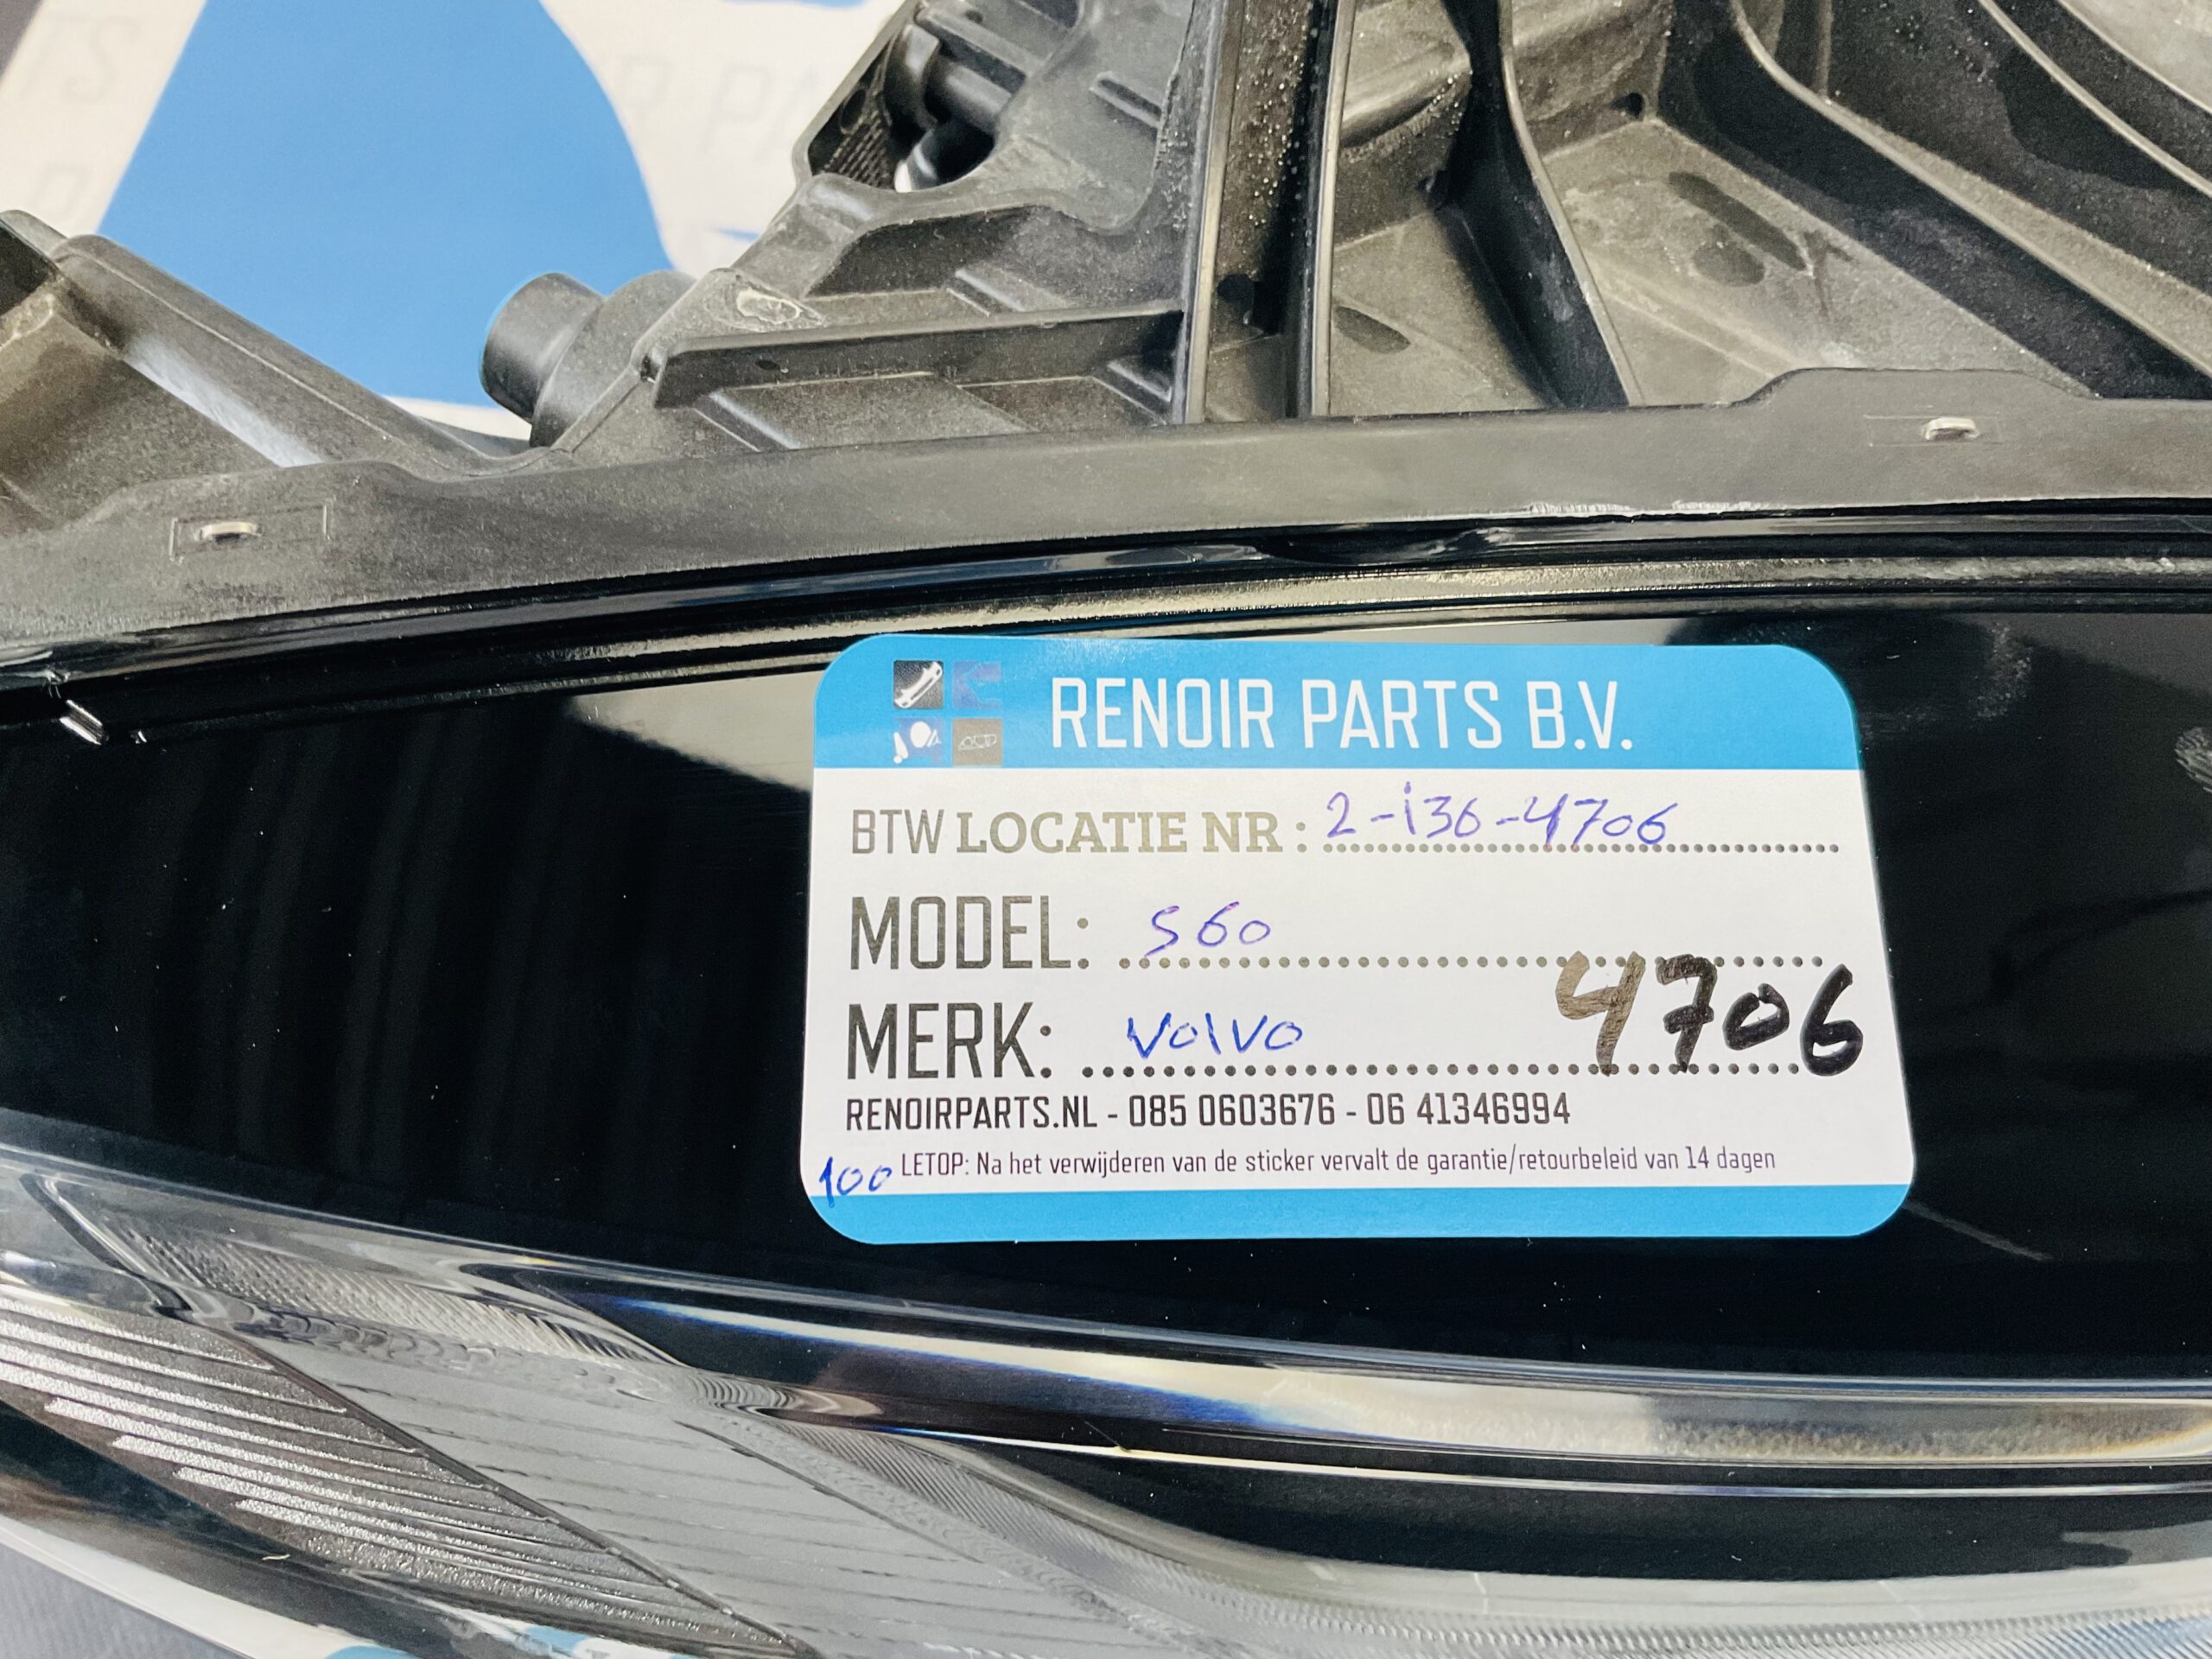 RENOIR PARTS B.V.
BTW LOCATIE NR : 2-i36-4706
MODEL: S60
4706
MERK: Volvo
RENOIRPARTS.NL - 085 0603676 - 06 41346994
100 LETOP: Na het verwijderen van de sticker vervalt de garantie/retourbeleid van 14 dagen